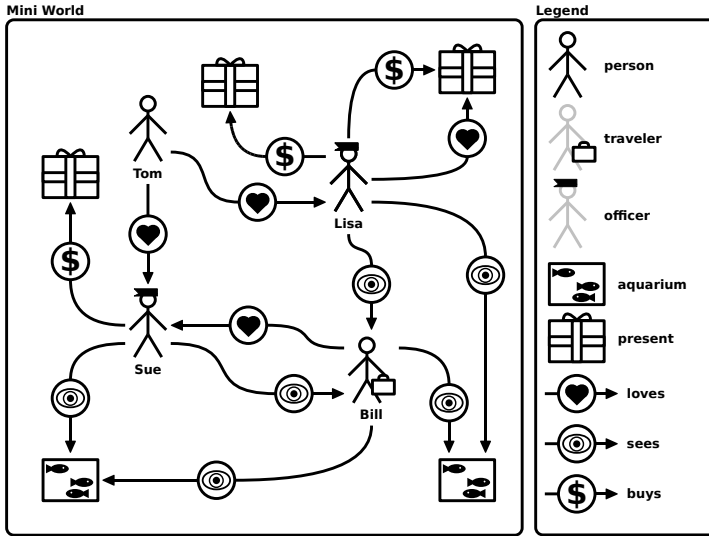 Mini World
Legend
person
traveler
officer
aquarium
present
loves
sees
buys
Tom
Lisa
Sue
Bill
$
$
$
$